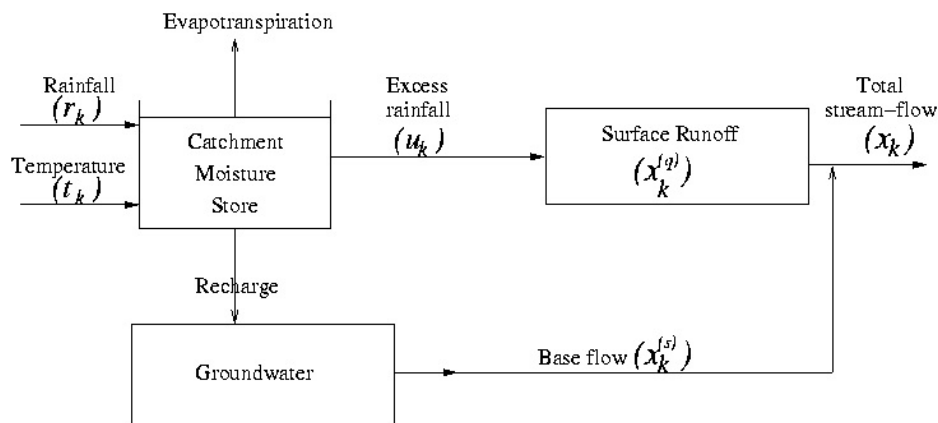 Evapotranspiration
Rainfall
(r_k)
Temperature
(t_k)
Catchment
Moisture
Store
Excess
rainfall
(u_k)
Surface Runoff
(x_k^(q))
Total
stream-flow
(x_k)
Recharge
Groundwater
Base flow (x_k^(s))